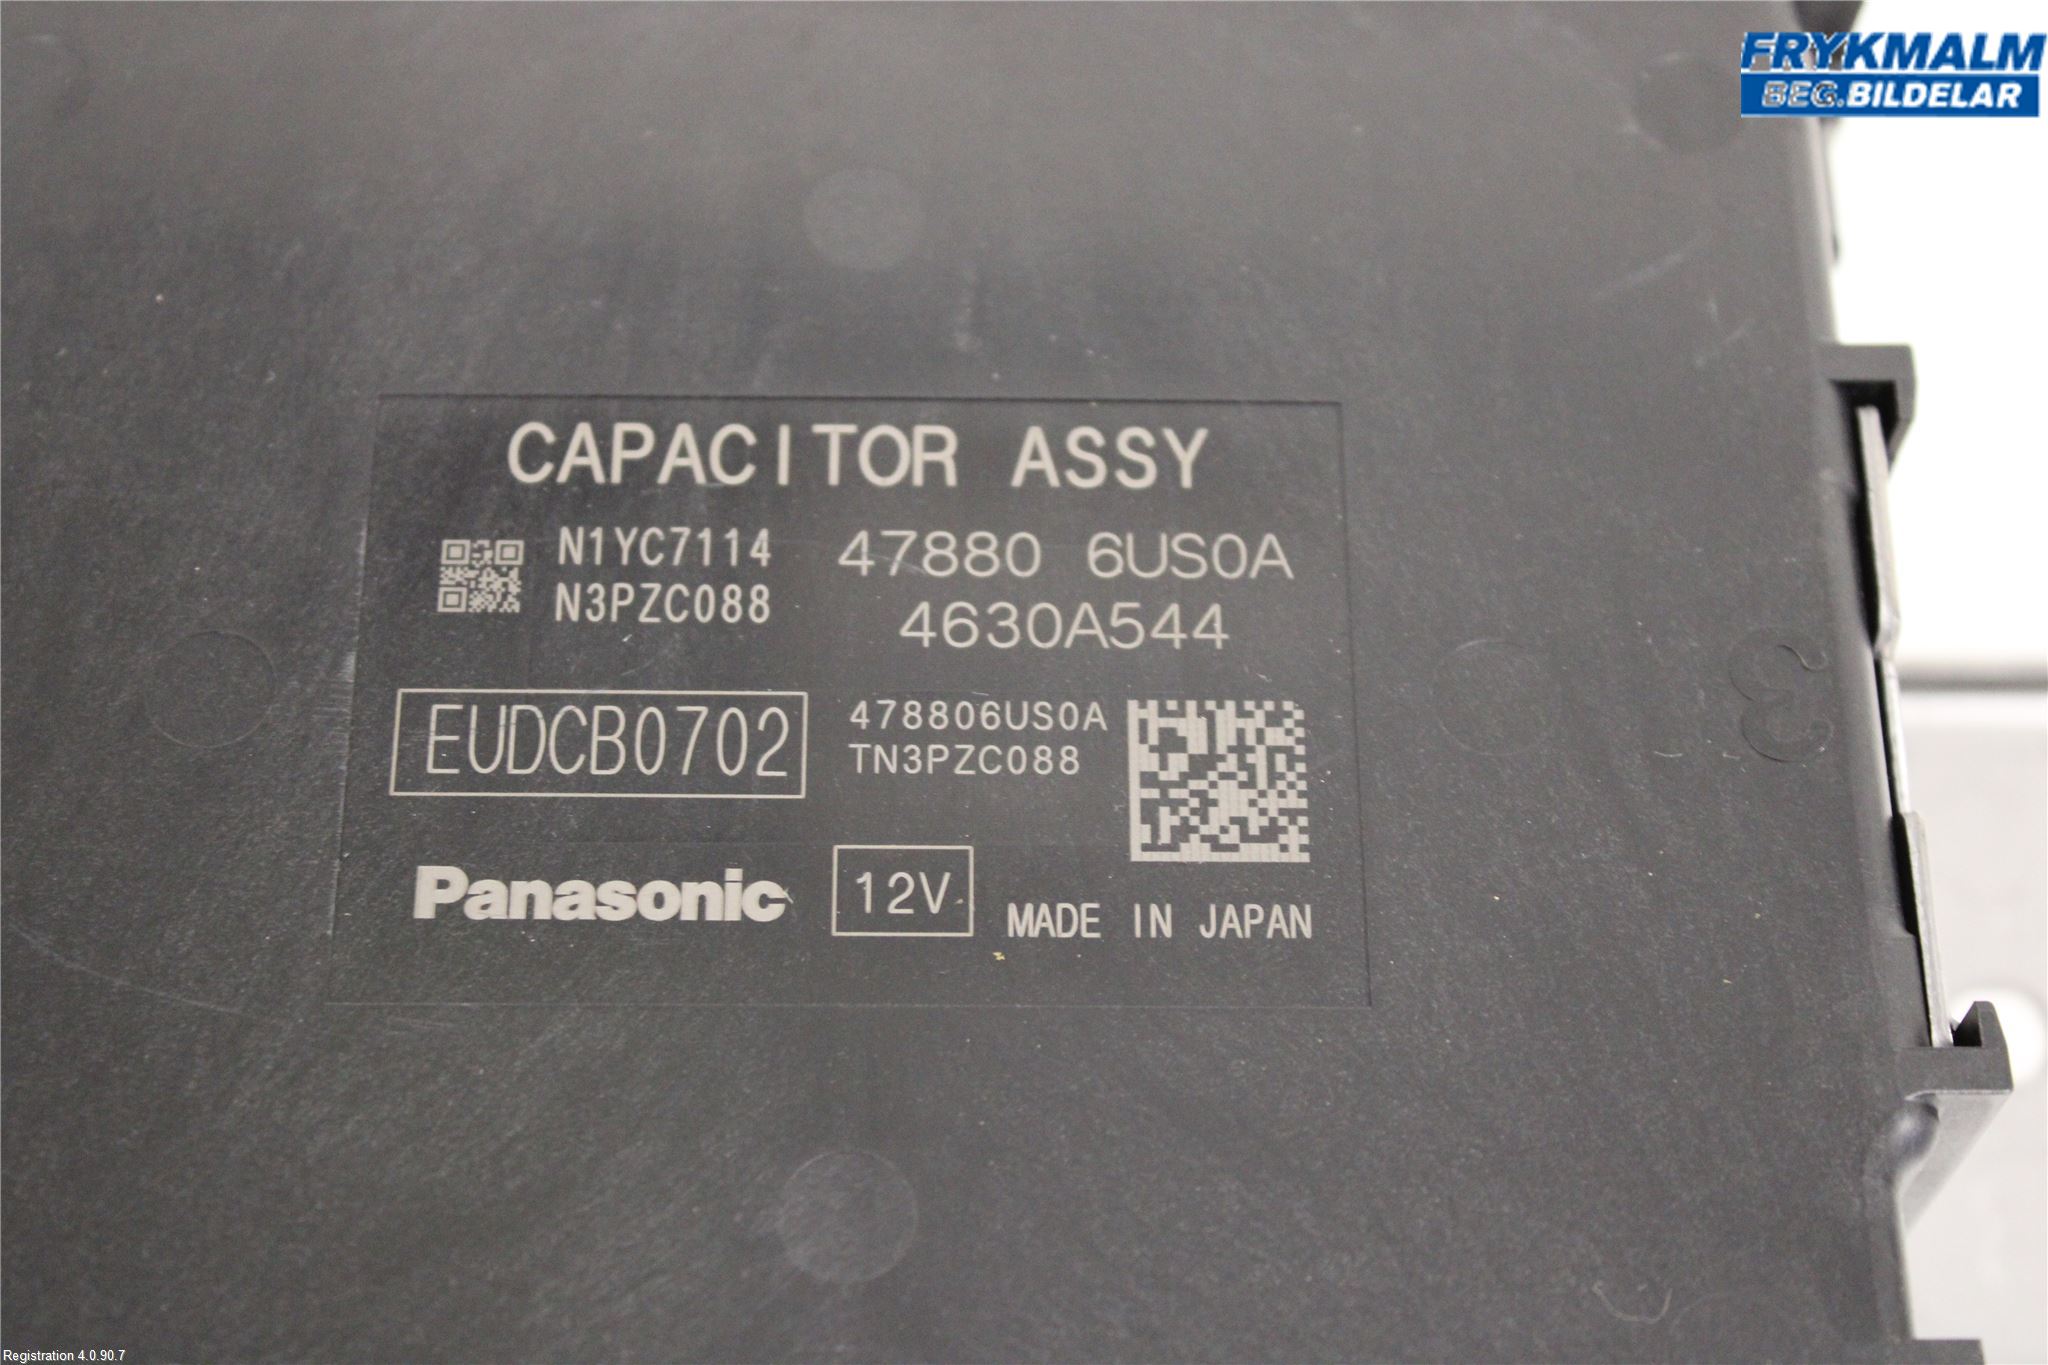 FRYKMALM
BEG.BILDELAR
CAPACITOR ASSY
N1YC7114 47880 6US0A
N3PZC088 4630A544
EUDCB0702
478806US0A
TN3PZC088
Panasonic 12V MADE IN JAPAN
Registration 4.0.90.7